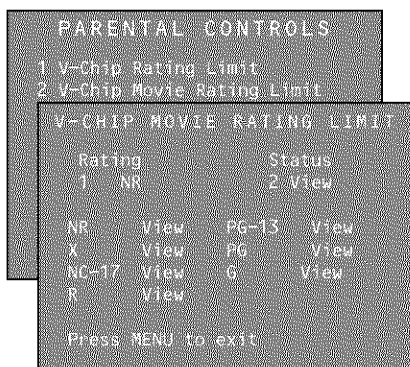 PARENTAL CONTROLS
1 V-Chip Rating Limit
2 V-Chip Movie Rating Limit
V-CHIP MOVIE RATING LIMIT
Rating Status
1 NR 2 View
NR View PG-13 View
X View PG View
NC-17 View G View
R View
Press MENU to exit